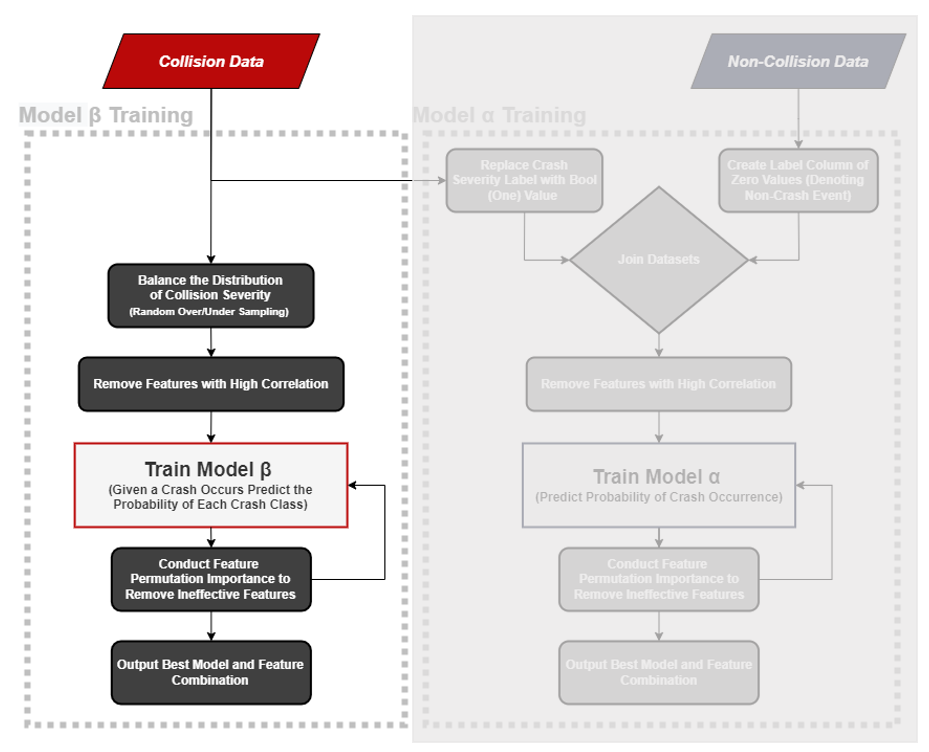 Collision Data
Non-Collision Data
Model β Training
Model α Training
Replace Crash
Severity Label with Bool
(One) Value
Create Label Column of
Zero Values (Denoting
Non-Crash Event)
Join Datasets
Balance the Distribution
of Collision Severity
(Random Over/Under Sampling)
Remove Features with High Correlation
Remove Features with High Correlation
Train Model β
(Given a Crash Occurs Predict the
Probability of Each Crash Class)
Train Model α
(Predict Probability of Crash Occurrence)
Conduct Feature
Permutation Importance to
Remove Ineffective Features
Conduct Feature
Permutation Importance to
Remove Ineffective Features
Output Best Model and Feature
Combination
Output Best Model and Feature
Combination